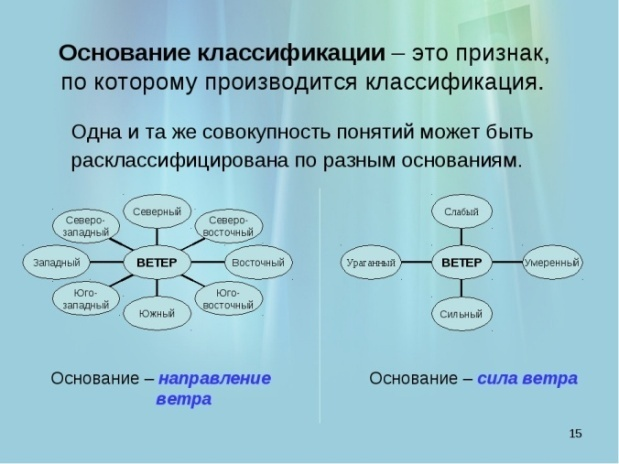 Основание классификации – это признак,
по которому производится классификация.
Одна и та же совокупность понятий может быть
расклассифицирована по разным основаниям.
Северный
Северо-
западный
Северо-
восточный
Западный
ВЕТЕР
Восточный
Юго-
западный
Юго-
восточный
Южный
Слабый
Ураганный
ВЕТЕР
Умеренный
Сильный
Основание – направление
ветра
Основание – сила ветра
15